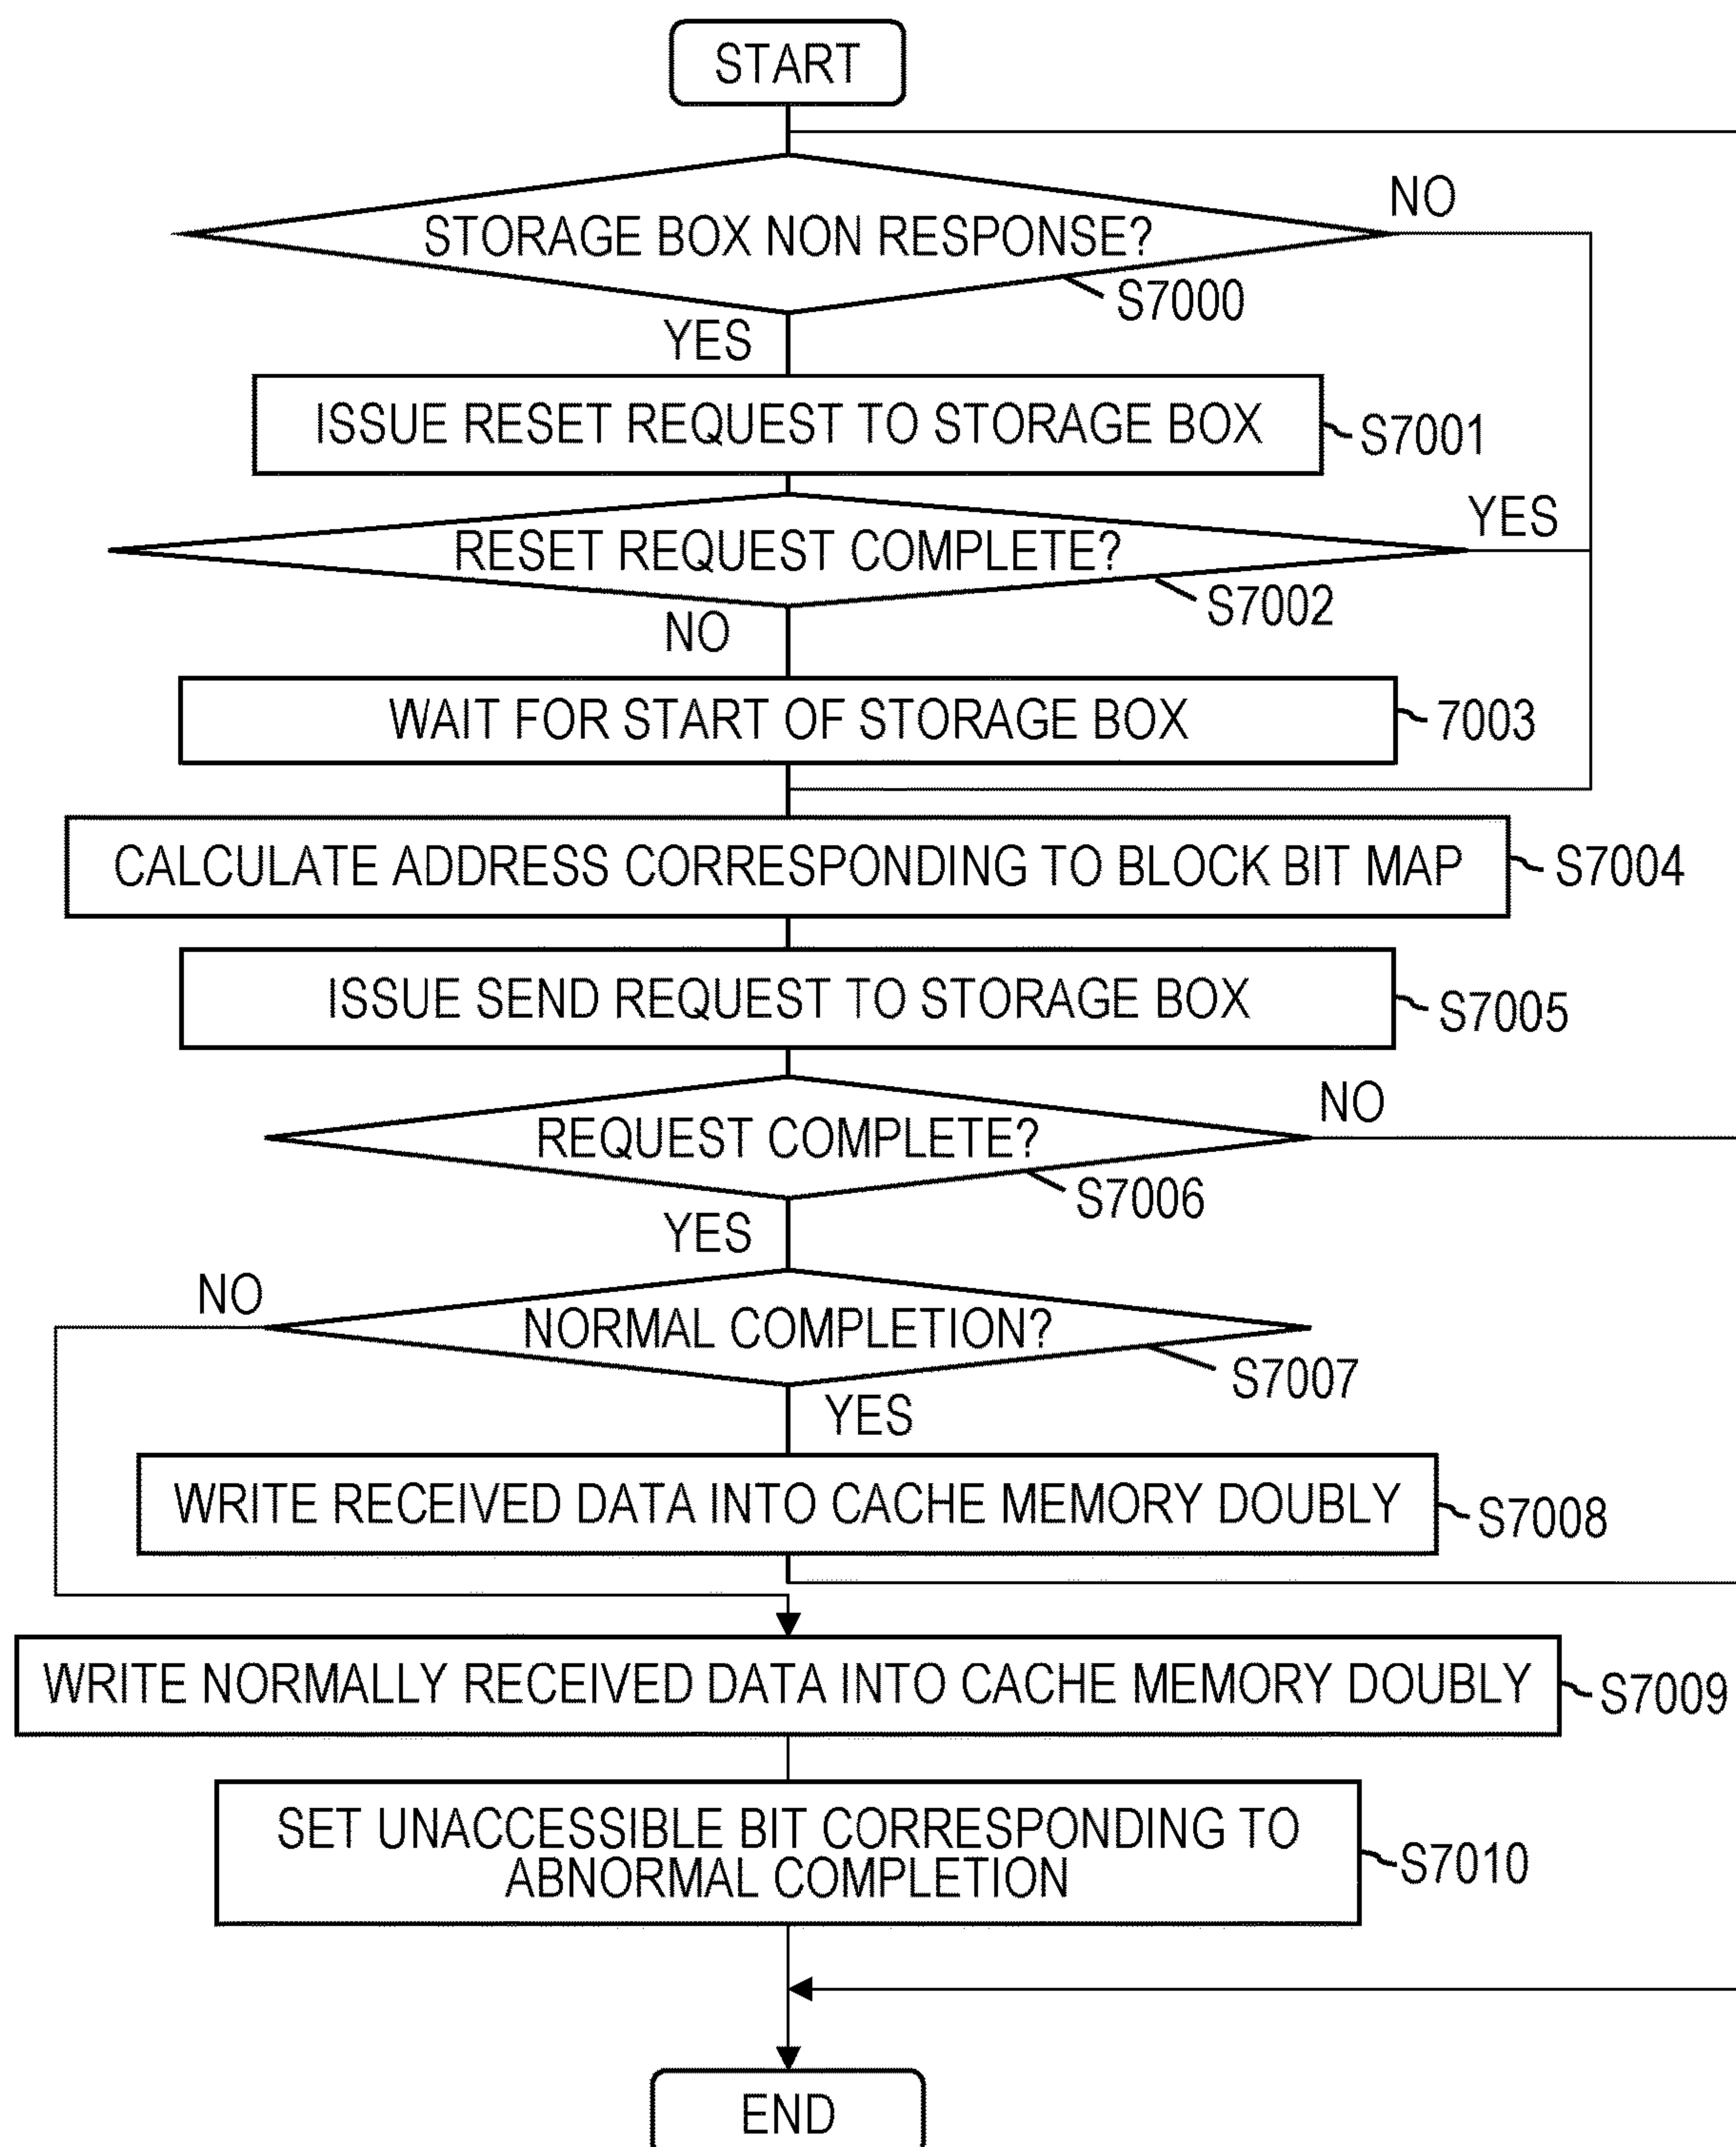 START
NO
STORAGE BOX NON RESPONSE?
S7000
YES
ISSUE RESET REQUEST TO STORAGE BOX
S7001
YES
RESET REQUEST COMPLETE?
S7002
NO
WAIT FOR START OF STORAGE BOX
7003
CALCULATE ADDRESS CORRESPONDING TO BLOCK BIT MAP
S7004
ISSUE SEND REQUEST TO STORAGE BOX
S7005
NO
REQUEST COMPLETE?
S7006
YES
NO
NORMAL COMPLETION?
S7007
YES
WRITE RECEIVED DATA INTO CACHE MEMORY DOUBLY
S7008
WRITE NORMALLY RECEIVED DATA INTO CACHE MEMORY DOUBLY
S7009
SET UNACCESSIBLE BIT CORRESPONDING TO
ABNORMAL COMPLETION
S7010
END